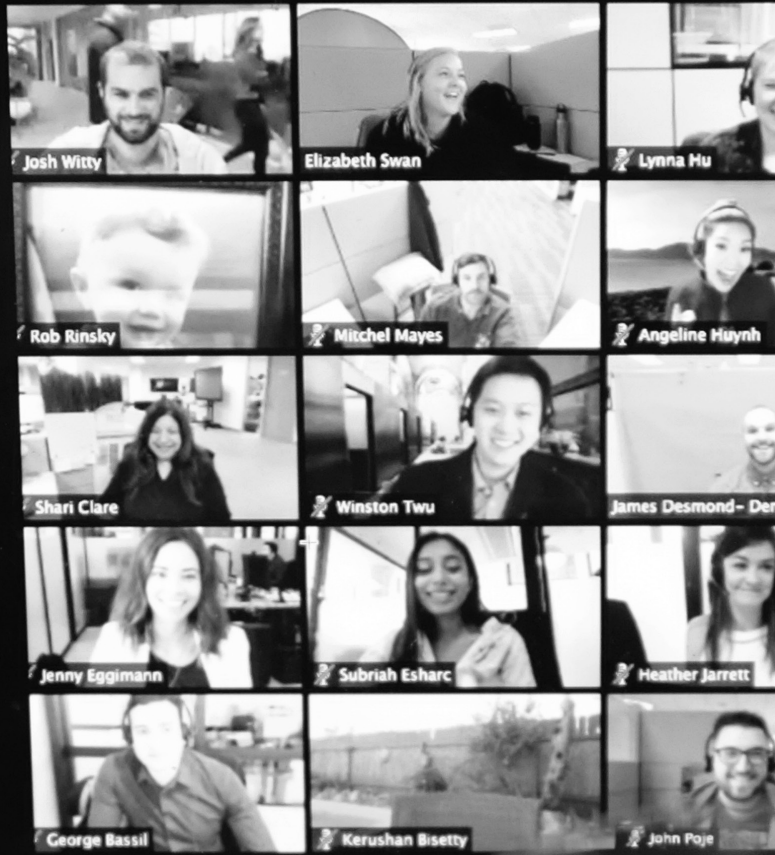 Josh Witty
Elizabeth Swan
Lynna Hu
Rob Rinsky
Mitchel Mayes
Angeline Huynh
Shari Clare
Winston Twu
James Desmond- Der
Jenny Eggimann
Subriah Esharc
Heather Jarrett
George Bassil
Kerushan Bisetty
John Poje